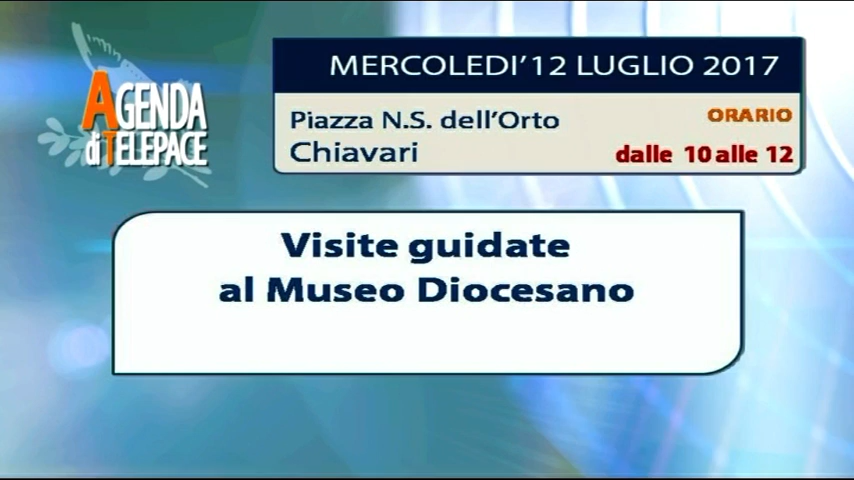 AGENDA
di TELEPACE
MERCOLEDI'12 LUGLIO 2017
Piazza N.S. dell'Orto
ORARIO
Chiavari
dalle 10 alle 12
Visite guidate
al Museo Diocesano